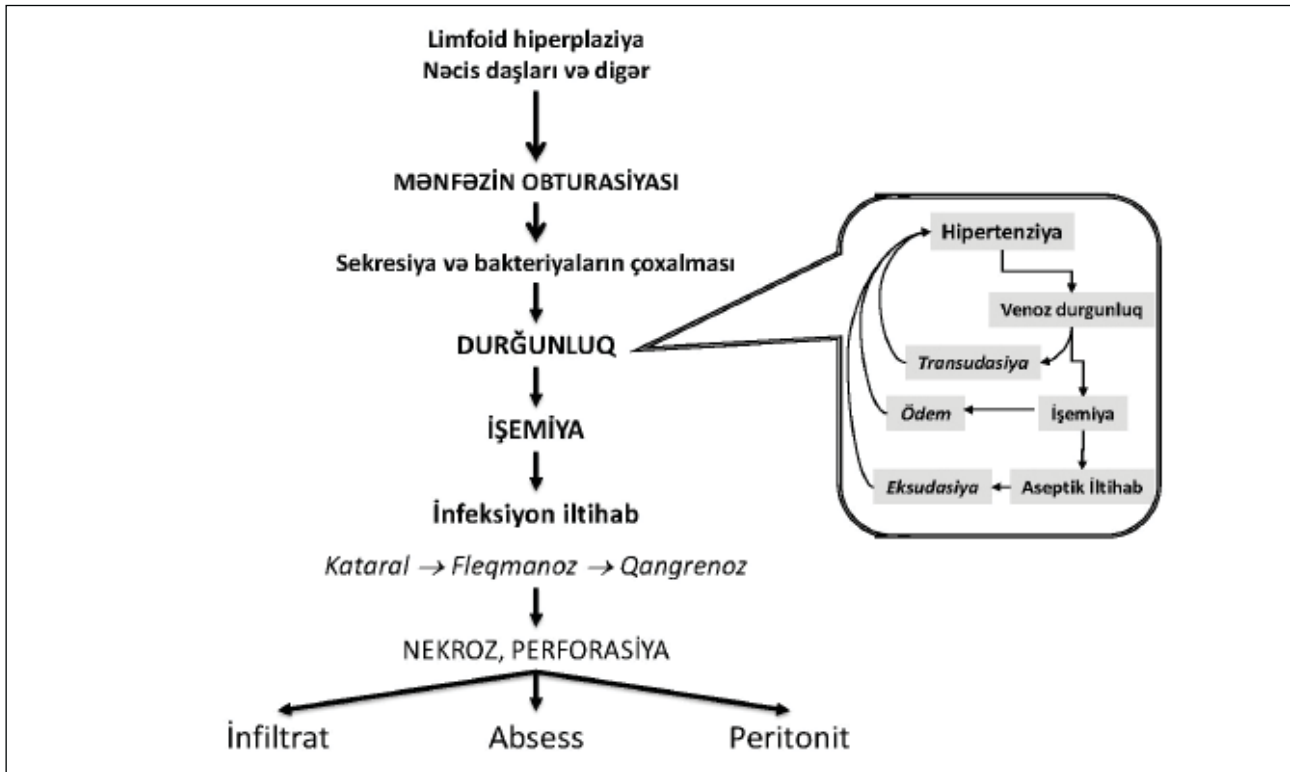 Limfoid hiperplaziya
Nəcis daşları və digər
MƏNFƏZİN OBTURASİYASI
Sekresiya və bakteriyaların çoxalması
DURĞUNLUQ
İŞEMİYA
İnfeksiyon iltihab
Kataral → Fleqmanoz → Qangrenoz
NEKROZ, PERFORASİYA
İnfiltrat Absess Peritonit
Hipertenziya
Venoz durgunluq
Transudasiya
Ödem İşemiya
Eksudasiya Aseptik İltihab